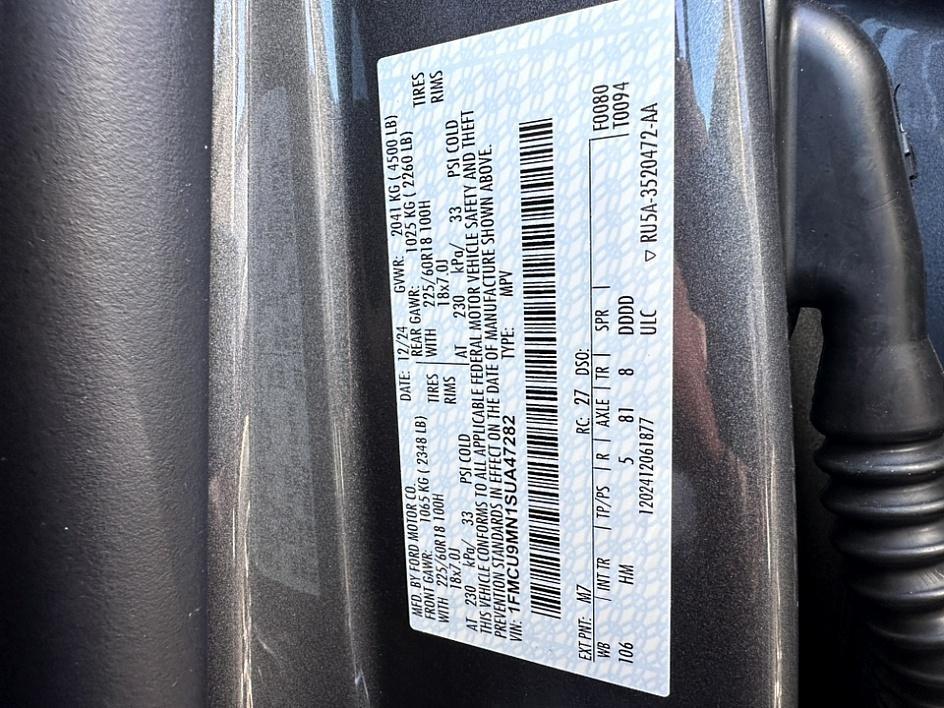 MFD. BY FORD MOTOR CO. DATE: 12/24 GVWR: 2041 KG ( 4500 LB)
FRONT GAWR: 1065 KG ( 2348 LB) REAR GAWR: 1025 KG ( 2260 LB)
WITH 225/60R18 100H TIRES WITH 225/60R18 100H TIRES
18x7.0J RIMS 18x7.0J RIMS
AT 230 kPa/ 33 PSI COLD AT 230 kPa/ 33 PSI COLD
THIS VEHICLE CONFORMS TO ALL APPLICABLE FEDERAL MOTOR VEHICLE SAFETY AND THEFT
PREVENTION STANDARDS IN EFFECT ON THE DATE OF MANUFACTURE SHOWN ABOVE.
VIN: 1FMCU9MN1SUA47282 TYPE: MPV
EXT PNT: M7 RC: 27 DSO: F0080
WB INT TR TP/PS R AXLE TR SPR T0094
106 HM 5 81 8 DDDD
1202412061877 ULC ▽ RU5A-3520472-AA